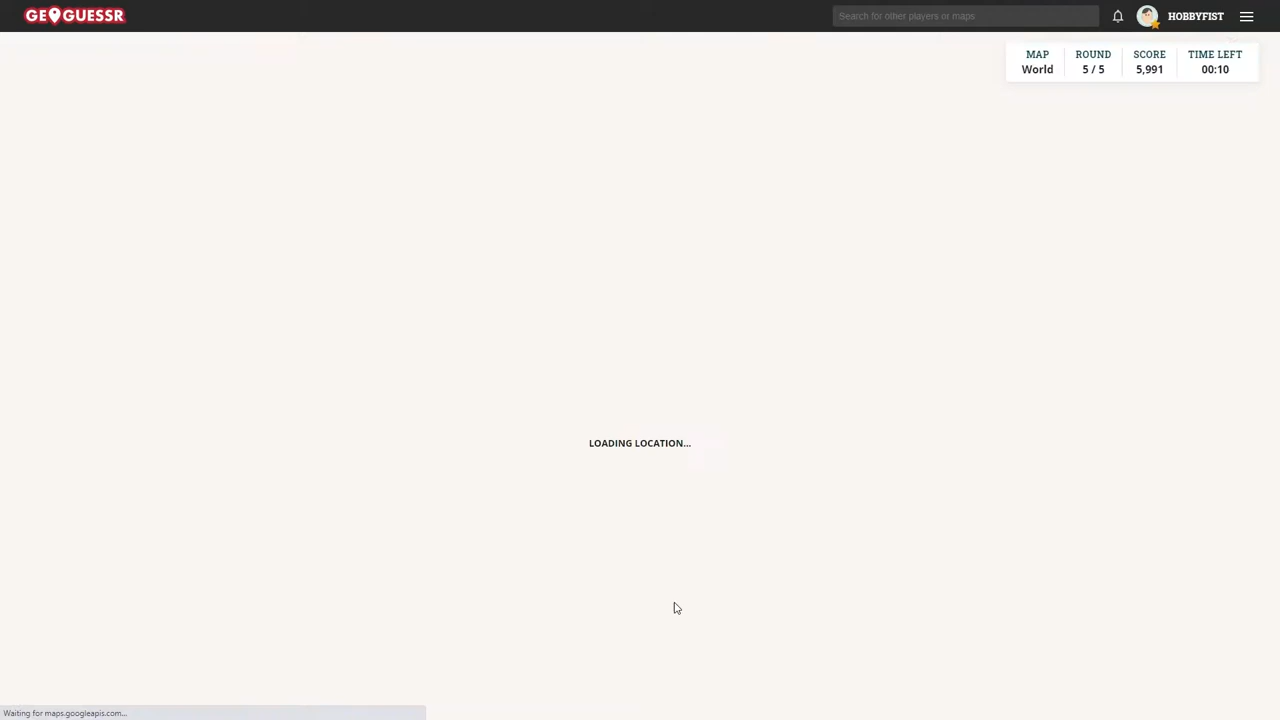 GEOGUESSR
Search for other players or maps
HOBBYFIST
MAP ROUND SCORE TIME LEFT
World 5 / 5 5,991 00:10
LOADING LOCATION...
Waiting for maps.googleapis.com...